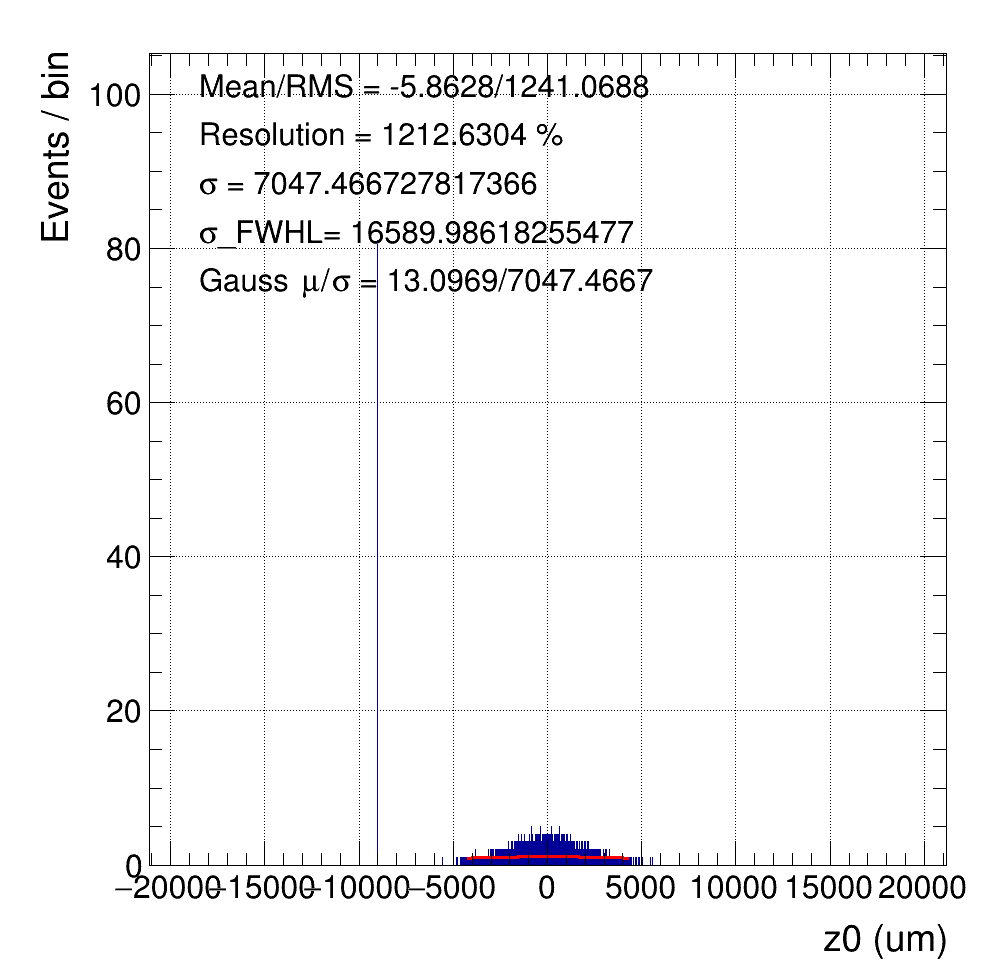 Events / bin
Mean/RMS = -5.8628/1241.0688
Resolution = 1212.6304 %
σ = 7047.466727817366
σ_FWHL= 16589.98618255477
Gauss μ/σ = 13.0969/7047.4667
100
80
60
40
20
0
−20000 −15000 −10000 −5000 0 5000 10000 15000 20000
z0 (um)